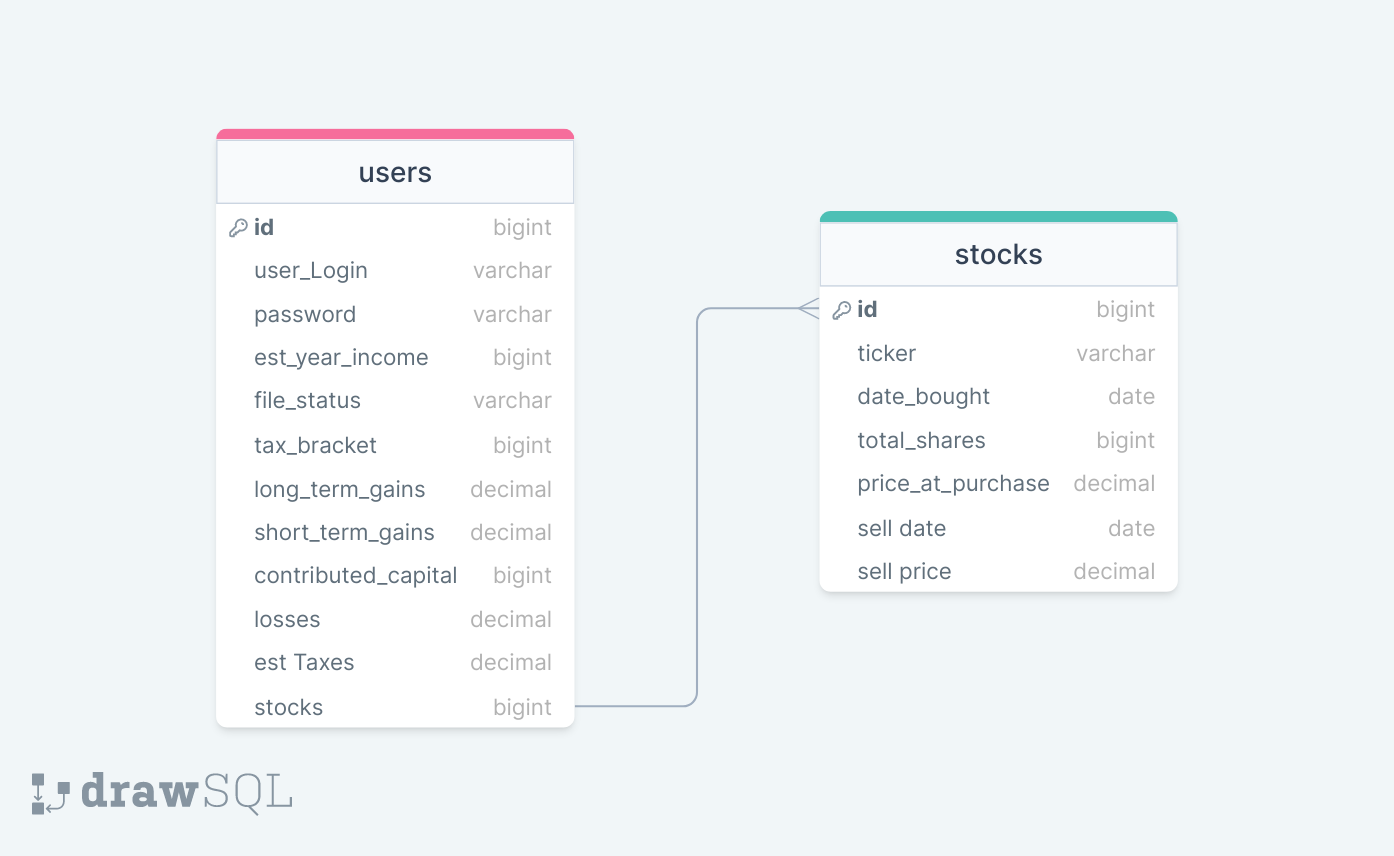 users
id bigint
user_Login varchar
password varchar
est_year_income bigint
file_status varchar
tax_bracket bigint
long_term_gains decimal
short_term_gains decimal
contributed_capital bigint
losses decimal
est Taxes decimal
stocks bigint
stocks
id bigint
ticker varchar
date_bought date
total_shares bigint
price_at_purchase decimal
sell date date
sell price decimal
drawSQL